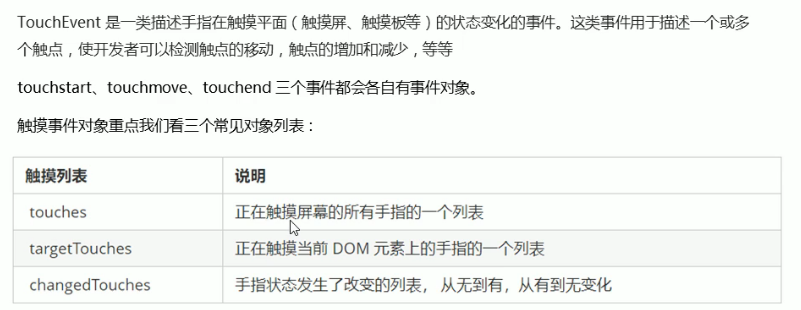 TouchEvent 是一类描述手指在触摸平面（触摸屏、触摸板等）的状态变化的事件。这类事件用于描述一个或多
个触点，使开发者可以检测触点的移动，触点的增加和减少，等等
touchstart、touchmove、touchend 三个事件都会各自有事件对象。
触摸事件对象重点我们看三个常见对象列表：
触摸列表 说明
touches 正在触摸屏幕的所有手指的一个列表
targetTouches 正在触摸当前 DOM 元素上的手指的一个列表
changedTouches 手指状态发生了改变的列表， 从无到有，从有到无变化